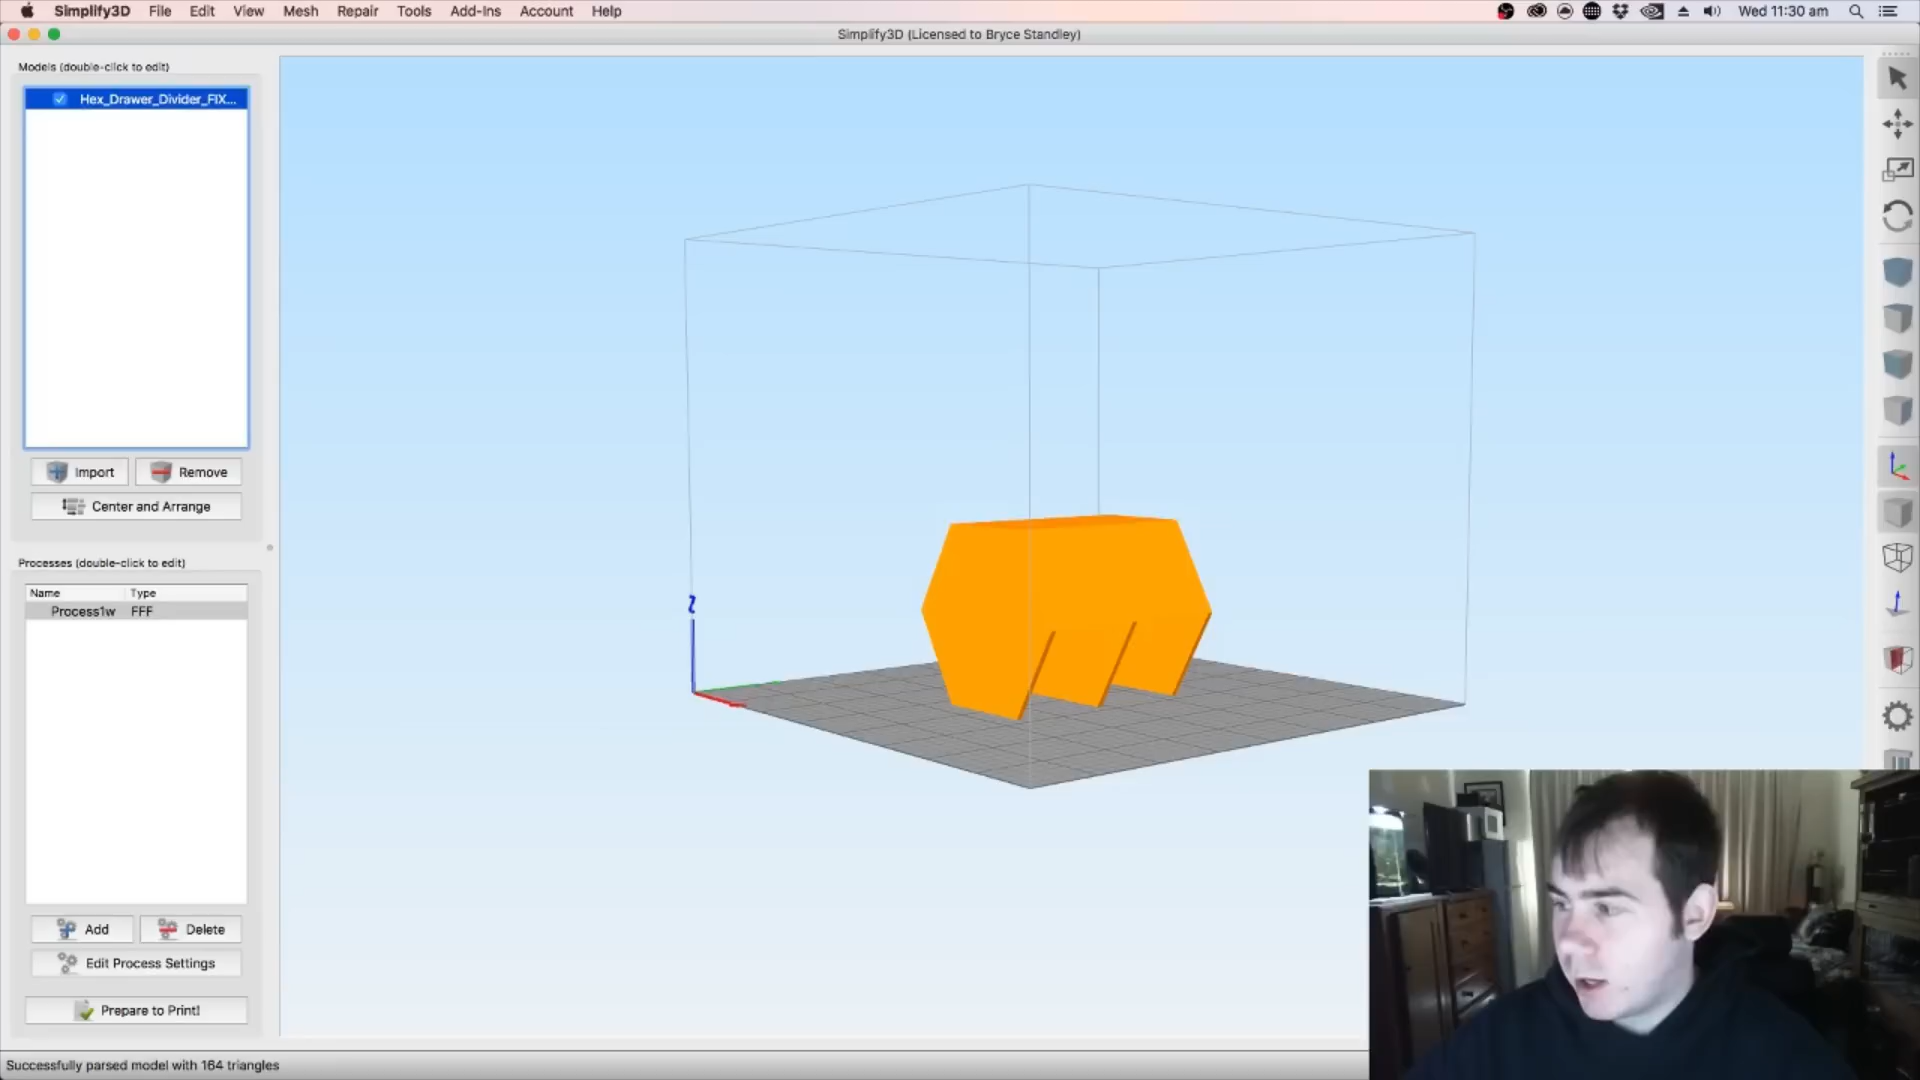 Simplify3D File Edit View Mesh Repair Tools Add-Ins Account Help Wed 11:30 am
Simplify3D (Licensed to Bryce Standley)
Models (double-click to edit)
Hex_Drawer_Divider_FIX...
Import Remove
Center and Arrange
Processes (double-click to edit)
Name Type
Process1w FFF
Add Delete
Edit Process Settings
Prepare to Print!
Successfully parsed model with 164 triangles